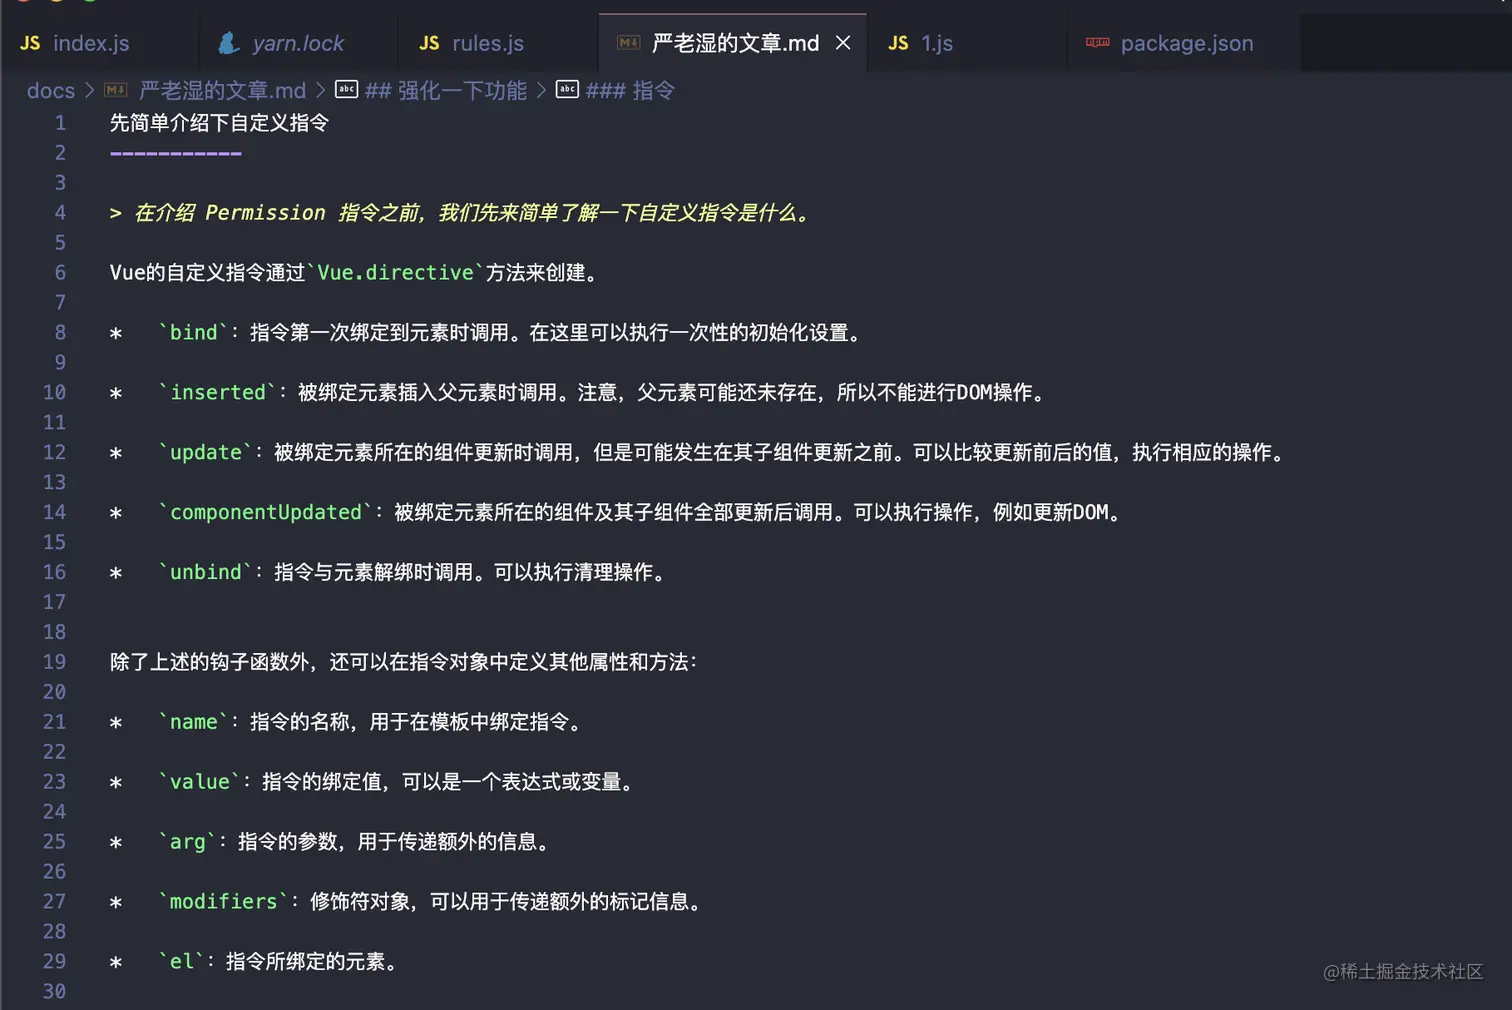 JS index.js yarn.lock JS rules.js M↓ 严老湿的文章.md × JS 1.js npm package.json
docs > M↓ 严老湿的文章.md > abc ## 强化一下功能 > abc ### 指令
1 先简单介绍下自定义指令
2 -----------
3
4 > 在介绍 Permission 指令之前，我们先来简单了解一下自定义指令是什么。
5
6 Vue的自定义指令通过`Vue.directive`方法来创建。
7
8 * `bind`：指令第一次绑定到元素时调用。在这里可以执行一次性的初始化设置。
9
10 * `inserted`：被绑定元素插入父元素时调用。注意，父元素可能还未存在，所以不能进行DOM操作。
11
12 * `update`：被绑定元素所在的组件更新时调用，但是可能发生在其子组件更新之前。可以比较更新前后的值，执行相应的操作。
13
14 * `componentUpdated`：被绑定元素所在的组件及其子组件全部更新后调用。可以执行操作，例如更新DOM。
15
16 * `unbind`：指令与元素解绑时调用。可以执行清理操作。
17
18
19 除了上述的钩子函数外，还可以在指令对象中定义其他属性和方法：
20
21 * `name`：指令的名称，用于在模板中绑定指令。
22
23 * `value`：指令的绑定值，可以是一个表达式或变量。
24
25 * `arg`：指令的参数，用于传递额外的信息。
26
27 * `modifiers`：修饰符对象，可以用于传递额外的标记信息。
28
29 * `el`：指令所绑定的元素。
30
@稀土掘金技术社区